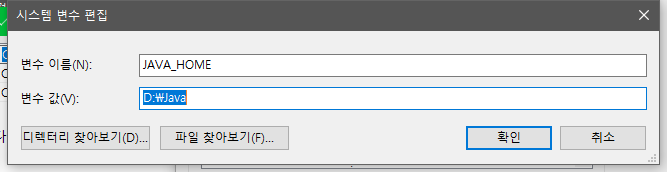 시스템 변수 편집
변수 이름(N):
JAVA_HOME
변수 값(V):
D:₩Java
디렉터리 찾아보기(D)...
파일 찾아보기(F)...
확인
취소